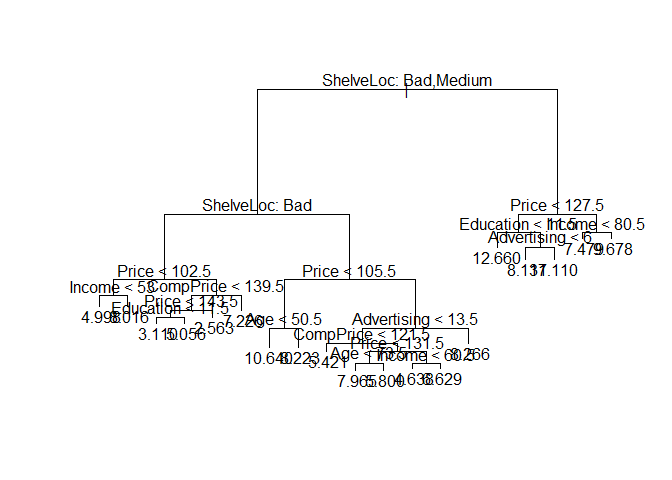 ShelveLoc: Bad,Medium
ShelveLoc: Bad
Price < 127.5
Education < 11.5
Income < 80.5
Advertising < 6
7.479
9.678
12.660
8.137
11.110
Price < 102.5
Price < 105.5
Income < 53
CompPrice < 139.5
Price < 143.5
Education < 11.5
4.998
8.016
7.226
2.563
3.110
5.056
Age < 50.5
Advertising < 13.5
CompPrice < 121.5
Price < 131.5
Age <
Income < 60.5
10.640
8.223
5.421
8.266
7.965
5.800
4.638
6.629